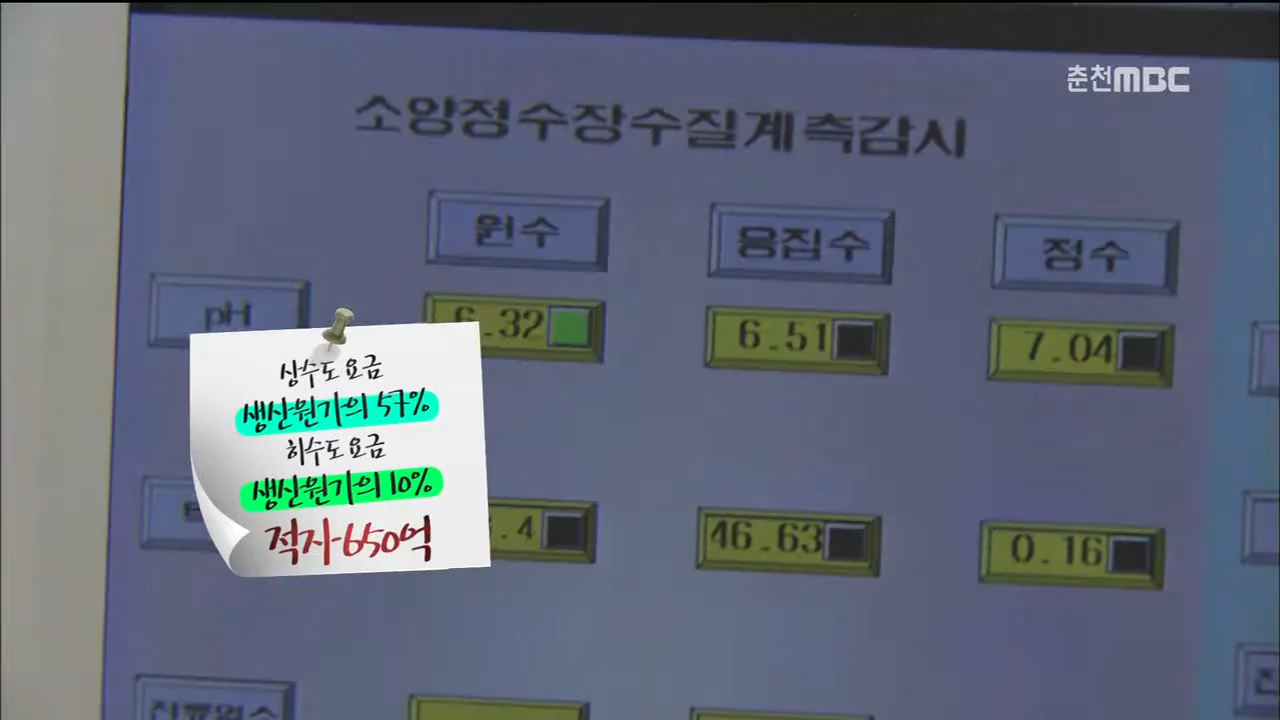 춘천MBC
소양정수장수질계측감시
원수 응집수 정수
pH 6.32 6.51 7.04
상수도 요금
생산원가의 57%
하수도 요금
생산원가의 10%
적자 650억
.4 46.63 0.16